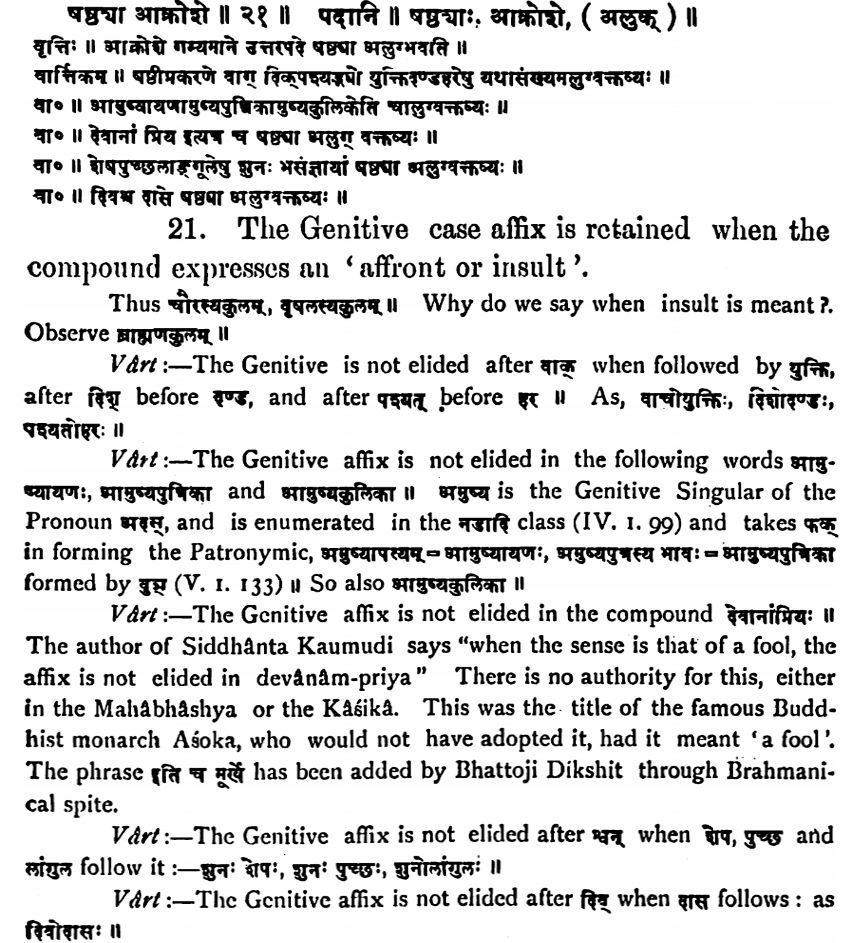 षष्ठ्या आक्रोशे ॥ २१ ॥ पदानि ॥ षष्ठ्याः, आक्रोशे, ( अलुक् ) ॥
वृत्तिः ॥ आक्रोशे गम्यमाने उत्तरपदे षष्ठ्या अलुग्भवति ॥
वार्त्तिकम् ॥ षष्ठीप्रकरणे वाग् दिक्पश्यद्भ्यो युक्तिदण्डहरेषु यथासंख्यमलुग्वक्तव्यः ॥
वा० ॥ आमुष्यायणामुष्यपुत्रिकामुष्यकुलिकेति चालुग्वक्तव्यः ॥
वा० ॥ देवानां प्रिय इत्यत्र च षष्ठ्या अलुग् वक्तव्यः ॥
वा० ॥ शेपपुच्छलाङ्गूलेषु शुनः असंज्ञायां षष्ठ्या अलुग्वक्तव्यः ॥
वा० ॥ दिवश्च दासे षष्ठ्या अलुग्वक्तव्यः ॥
21. The Genitive case affix is retained when the
compound expresses an ‘affront or insult’.
Thus चौरस्यकुलम्, वृषलस्यकुलम् ॥ Why do we say when insult is meant?.
Observe ब्राह्मणकुलम् ॥
Vârt :—The Genitive is not elided after वाक् when followed by युक्ति,
after दिश् before दण्ड, and after पश्यत् before हर ॥ As, वाचोयुक्तिः, दिशोदण्डः,
पश्यतोहरः ॥
Vârt :—The Genitive affix is not elided in the following words आमु-
ष्यायणः, आमुष्यपुत्रिका and आमुष्यकुलिका ॥ अमुष्य is the Genitive Singular of the
Pronoun अदस्, and is enumerated in the नडादि class (IV. 1. 99) and takes फक्
in forming the Patronymic, अमुष्यापत्यम् = आमुष्यायणः, अमुष्यपुत्रस्य भावः = आमुष्यपुत्रिका
formed by वुञ् (V. 1. 133) ॥ So also आमुष्यकुलिका ॥
Vârt :—The Genitive affix is not elided in the compound देवानांप्रियः ॥
The author of Siddhânta Kaumudi says “when the sense is that of a fool, the
affix is not elided in devânâm-priya” There is no authority for this, either
in the Mahâbhâshya or the Kâśikâ. This was the title of the famous Budd-
hist monarch Aśoka, who would not have adopted it, had it meant ‘a fool’.
The phrase इति च मूर्खे has been added by Bhattoji Dikshit through Brahmani-
cal spite.
Vârt :—The Genitive affix is not elided after श्वन् when शेप, पुच्छ and
लांगुल follow it :—शुनः शेपः, शुनः पुच्छः, शुनोलांगुलः ॥
Vârt :—The Genitive affix is not elided after दिव् when दास follows : as
दिवोदासः ॥